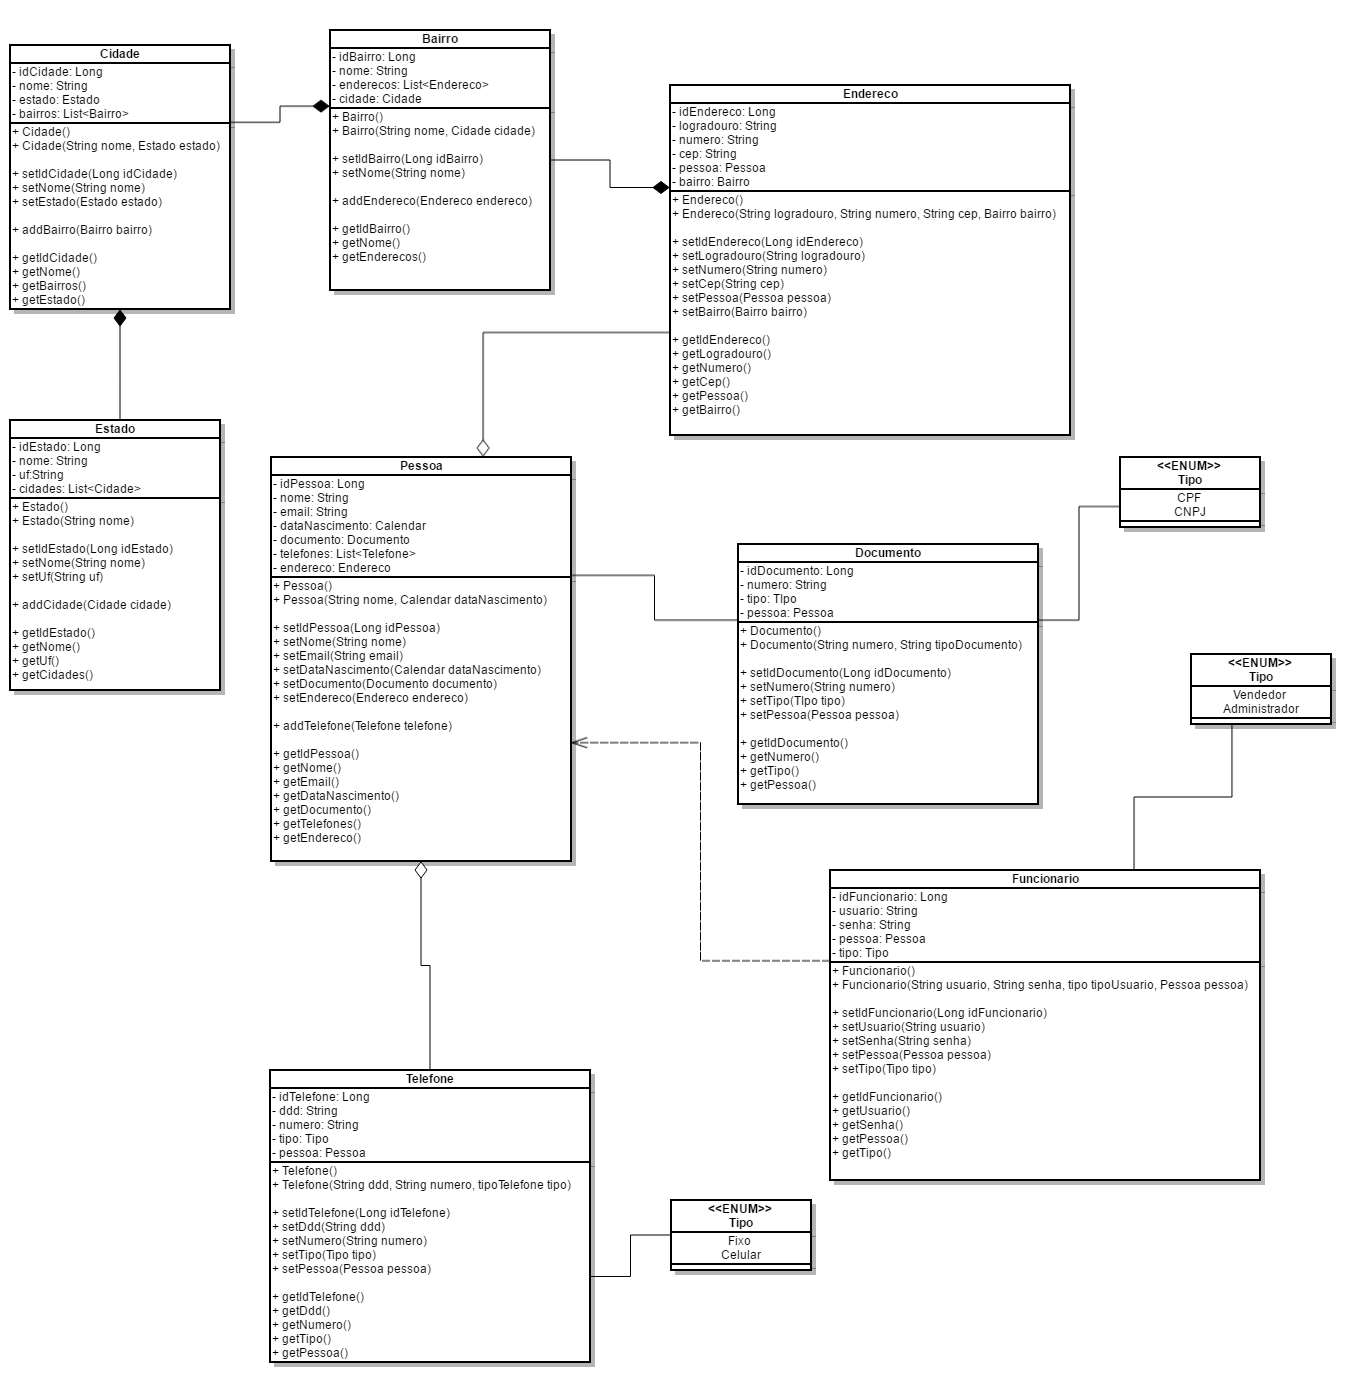 Cidade
- idCidade: Long
- nome: String
- estado: Estado
- bairros: List<Bairro>
+ Cidade()
+ Cidade(String nome, Estado estado)
+ setIdCidade(Long idCidade)
+ setNome(String nome)
+ setEstado(Estado estado)
+ addBairro(Bairro bairro)
+ getIdCidade()
+ getNome()
+ getBairros()
+ getEstado()
Bairro
- idBairro: Long
- nome: String
- enderecos: List<Endereco>
- cidade: Cidade
+ Bairro()
+ Bairro(String nome, Cidade cidade)
+ setIdBairro(Long idBairro)
+ setNome(String nome)
+ addEndereco(Endereco endereco)
+ getIdBairro()
+ getNome()
+ getEnderecos()
Endereco
- idEndereco: Long
- logradouro: String
- numero: String
- cep: String
- pessoa: Pessoa
- bairro: Bairro
+ Endereco()
+ Endereco(String logradouro, String numero, String cep, Bairro bairro)
+ setIdEndereco(Long idEndereco)
+ setLogradouro(String logradouro)
+ setNumero(String numero)
+ setCep(String cep)
+ setPessoa(Pessoa pessoa)
+ setBairro(Bairro bairro)
+ getIdEndereco()
+ getLogradouro()
+ getNumero()
+ getCep()
+ getPessoa()
+ getBairro()
Estado
- idEstado: Long
- nome: String
- uf:String
- cidades: List<Cidade>
+ Estado()
+ Estado(String nome)
+ setIdEstado(Long idEstado)
+ setNome(String nome)
+ setUf(String uf)
+ addCidade(Cidade cidade)
+ getIdEstado()
+ getNome()
+ getUf()
+ getCidades()
Pessoa
- idPessoa: Long
- nome: String
- email: String
- dataNascimento: Calendar
- documento: Documento
- telefones: List<Telefone>
- endereco: Endereco
+ Pessoa()
+ Pessoa(String nome, Calendar dataNascimento)
+ setIdPessoa(Long idPessoa)
+ setNome(String nome)
+ setEmail(String email)
+ setDataNascimento(Calendar dataNascimento)
+ setDocumento(Documento documento)
+ setEndereco(Endereco endereco)
+ addTelefone(Telefone telefone)
+ getIdPessoa()
+ getNome()
+ getEmail()
+ getDataNascimento()
+ getDocumento()
+ getTelefones()
+ getEndereco()
<<ENUM>>
Tipo
CPF
CNPJ
Documento
- idDocumento: Long
- numero: String
- tipo: TIpo
- pessoa: Pessoa
+ Documento()
+ Documento(String numero, String tipoDocumento)
+ setIdDocumento(Long idDocumento)
+ setNumero(String numero)
+ setTipo(TIpo tipo)
+ setPessoa(Pessoa pessoa)
+ getIdDocumento()
+ getNumero()
+ getTipo()
+ getPessoa()
<<ENUM>>
Tipo
Vendedor
Administrador
Funcionario
- idFuncionario: Long
- usuario: String
- senha: String
- pessoa: Pessoa
- tipo: Tipo
+ Funcionario()
+ Funcionario(String usuario, String senha, tipo tipoUsuario, Pessoa pessoa)
+ setIdFuncionario(Long idFuncionario)
+ setUsuario(String usuario)
+ setSenha(String senha)
+ setPessoa(Pessoa pessoa)
+ setTipo(Tipo tipo)
+ getIdFuncionario()
+ getUsuario()
+ getSenha()
+ getPessoa()
+ getTipo()
Telefone
- idTelefone: Long
- ddd: String
- numero: String
- tipo: Tipo
- pessoa: Pessoa
+ Telefone()
+ Telefone(String ddd, String numero, tipoTelefone tipo)
+ setIdTelefone(Long idTelefone)
+ setDdd(String ddd)
+ setNumero(String numero)
+ setTipo(Tipo tipo)
+ setPessoa(Pessoa pessoa)
+ getIdTelefone()
+ getDdd()
+ getNumero()
+ getTipo()
+ getPessoa()
<<ENUM>>
Tipo
Fixo
Celular